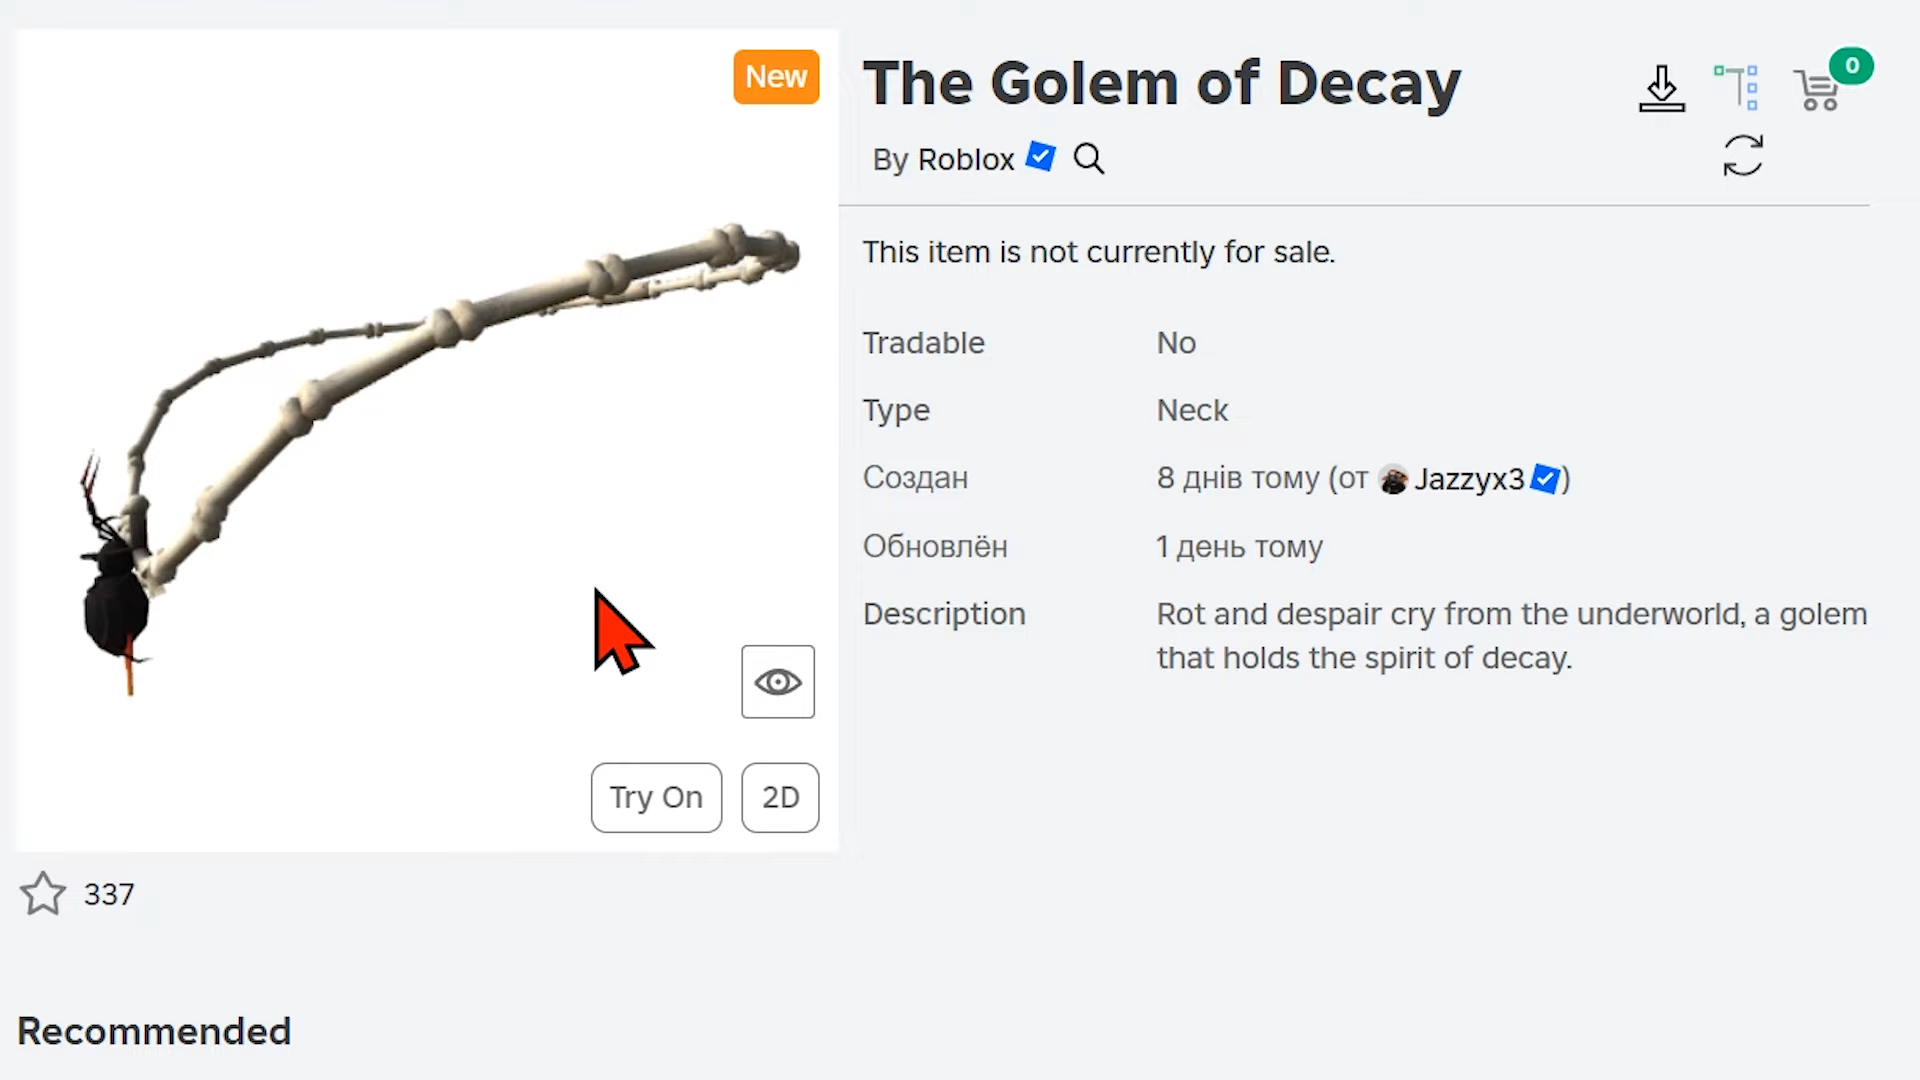 New
The Golem of Decay
0
By Roblox
This item is not currently for sale.
Tradable No
Type Neck
Создан 8 днів тому (от Jazzyx3)
Обновлён 1 день тому
Description Rot and despair cry from the underworld, a golem
that holds the spirit of decay.
Try On 2D
337
Recommended